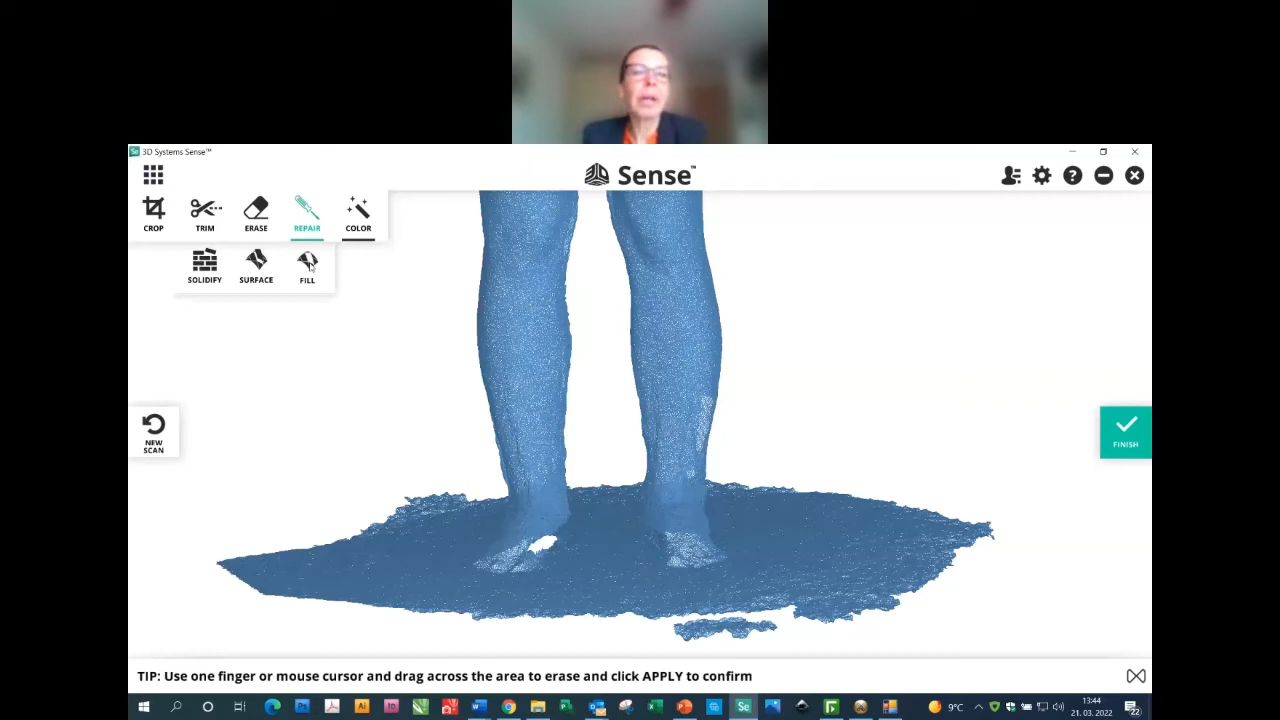 3D Systems Sense™
Sense™
CROP
TRIM
ERASE
REPAIR
COLOR
SOLIDIFY
SURFACE
FILL
NEW
SCAN
FINISH
TIP: Use one finger or mouse cursor and drag across the area to erase and click APPLY to confirm
9°C
13:44
21. 03. 2022
22